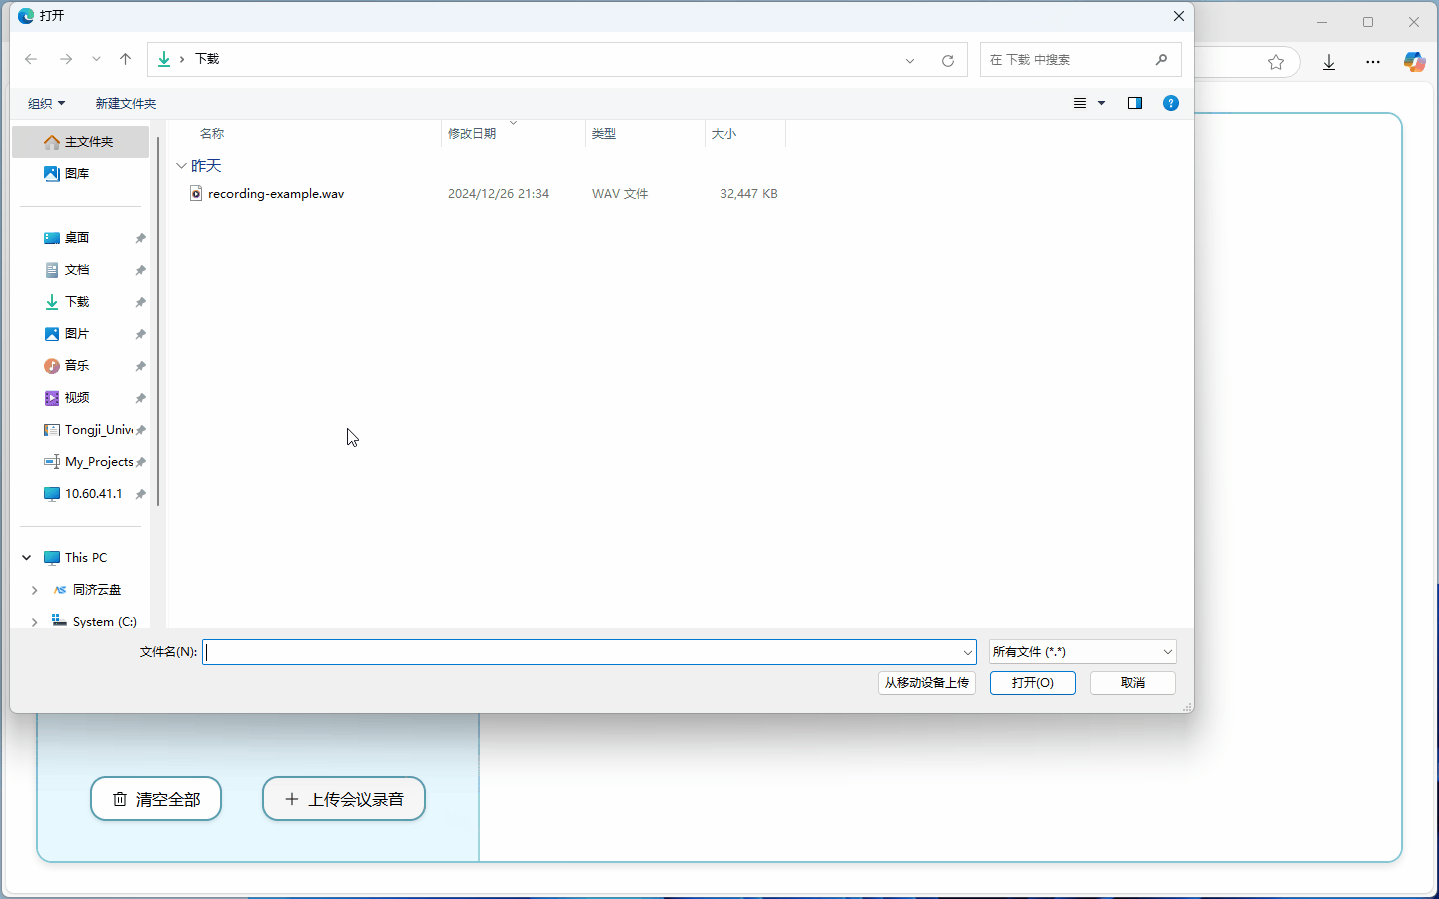 打开
下载
在 下载 中搜索
组织
新建文件夹
名称
修改日期
类型
大小
主文件夹
图库
昨天
recording-example.wav
2024/12/26 21:34
WAV 文件
32,447 KB
桌面
文档
下载
图片
音乐
视频
Tongji_Unive
My_Projects
10.60.41.1
This PC
同济云盘
System (C:)
文件名(N):
所有文件 (*.*)
从移动设备上传
打开(O)
取消
清空全部
上传会议录音